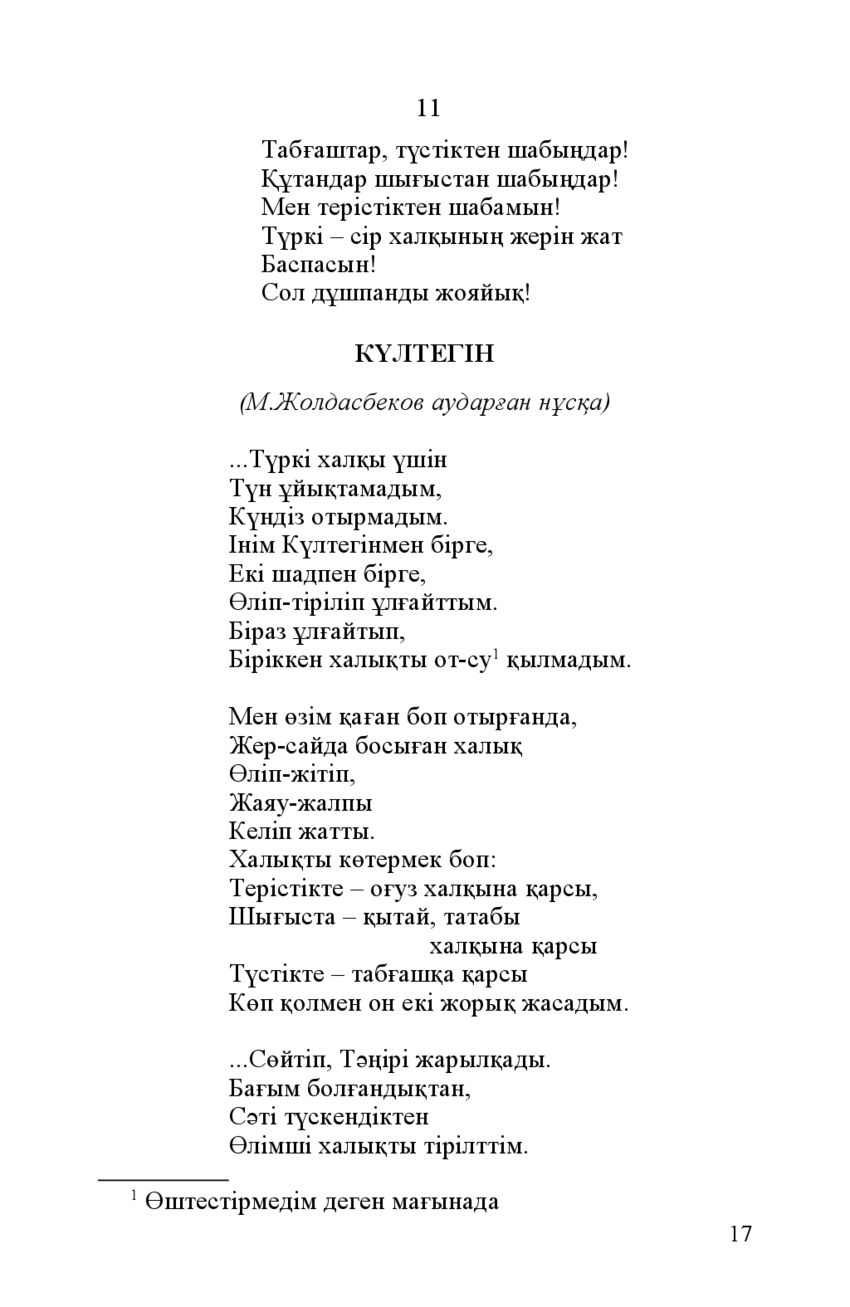 11
Табғаштар, түстіктен шабыңдар!
Құтандар шығыстан шабыңдар!
Мен терістіктен шабамын!
Түркі – сір халқының жерін жат
Баспасын!
Сол дұшпанды жояйық!
КҮЛТЕГІН
(М.Жолдасбеков аударған нұсқа)
...Түркі халқы үшін
Түн ұйықтамадым,
Күндіз отырмадым.
Інім Күлтегінмен бірге,
Екі шадпен бірге,
Өліп-тіріліп ұлғайттым.
Біраз ұлғайтып,
Біріккен халықты от-су¹ қылмадым.
Мен өзім қаған боп отырғанда,
Жер-сайда босыған халық
Өліп-жітіп,
Жаяу-жалпы
Келіп жатты.
Халықты көтермек боп:
Терістікте – оғуз халқына қарсы,
Шығыста – қытай, татабы
халқына қарсы
Түстікте – табғашқа қарсы
Көп қолмен он екі жорық жасадым.
...Сөйтіп, Тәңірі жарылқады.
Бағым болғандықтан,
Сәті түскендіктен
Өлімші халықты тірілттім.
¹ Өштестірмедім деген мағынада
17